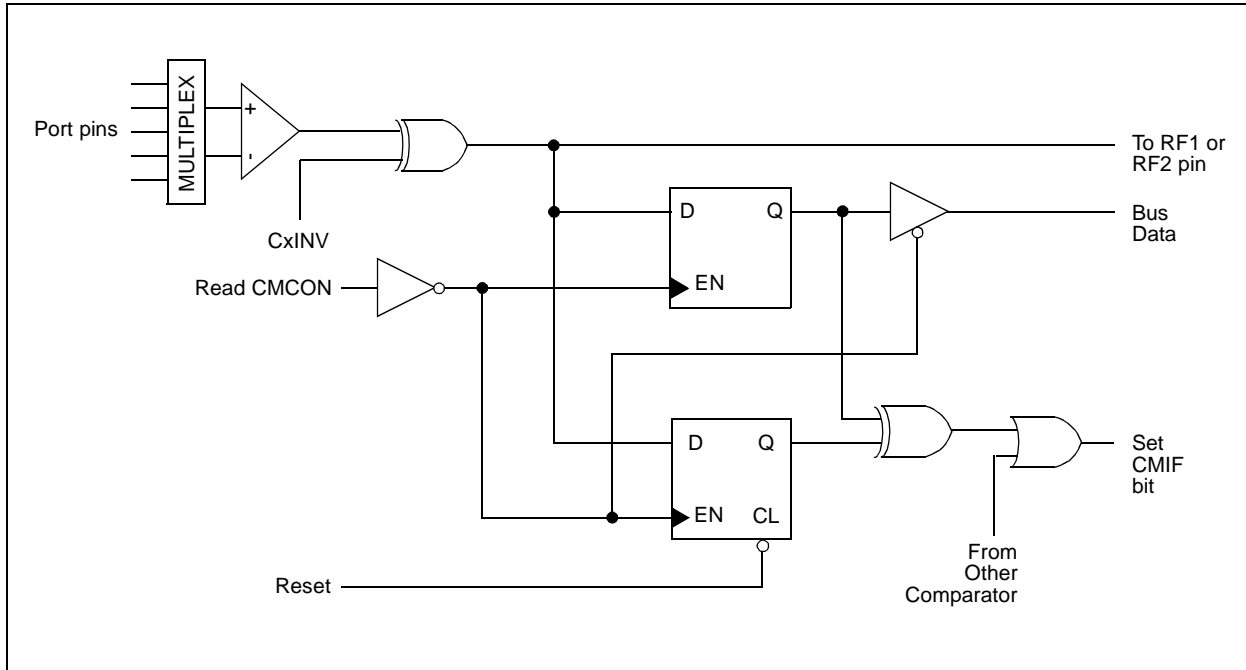 MULTIPLEX
Port pins
+
-
CxINV
To RF1 or
RF2 pin
D
Q
EN
Bus
Data
Read CMCON
D
Q
EN
CL
Set
CMIF
bit
From
Other
Comparator
Reset